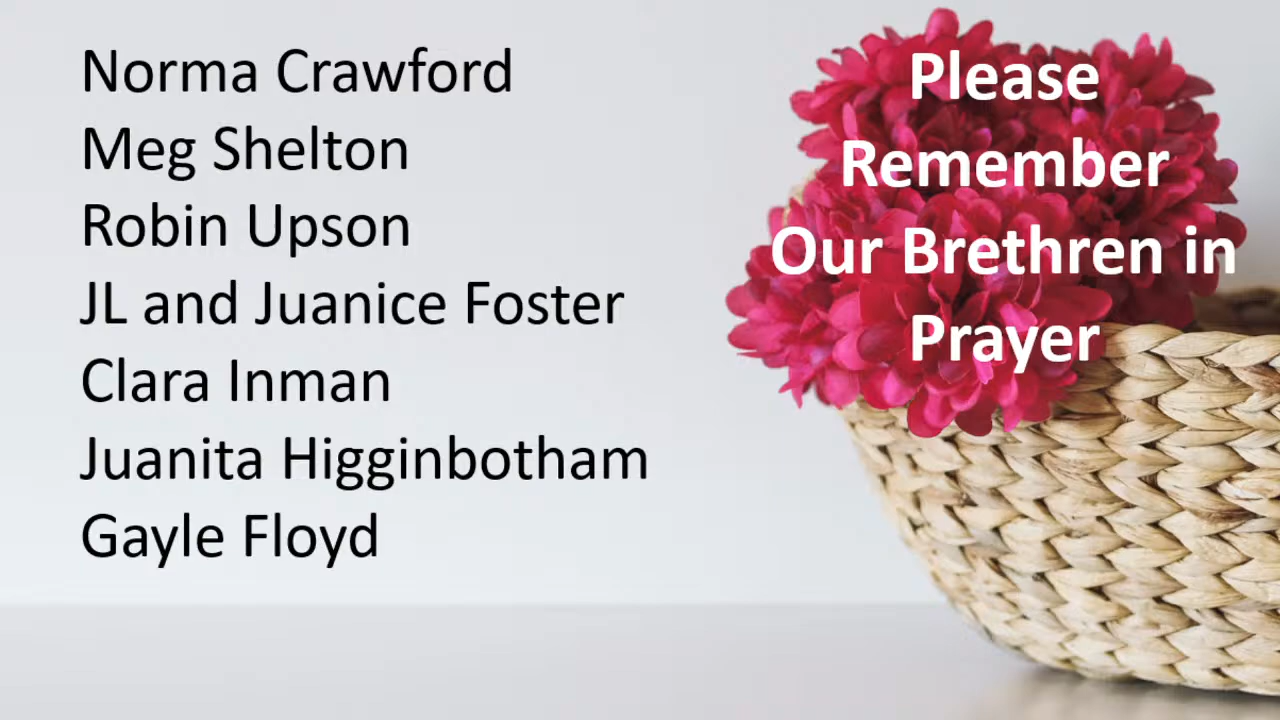 Norma Crawford
Meg Shelton
Robin Upson
JL and Juanice Foster
Clara Inman
Juanita Higginbotham
Gayle Floyd
Please
Remember
Our Brethren in
Prayer